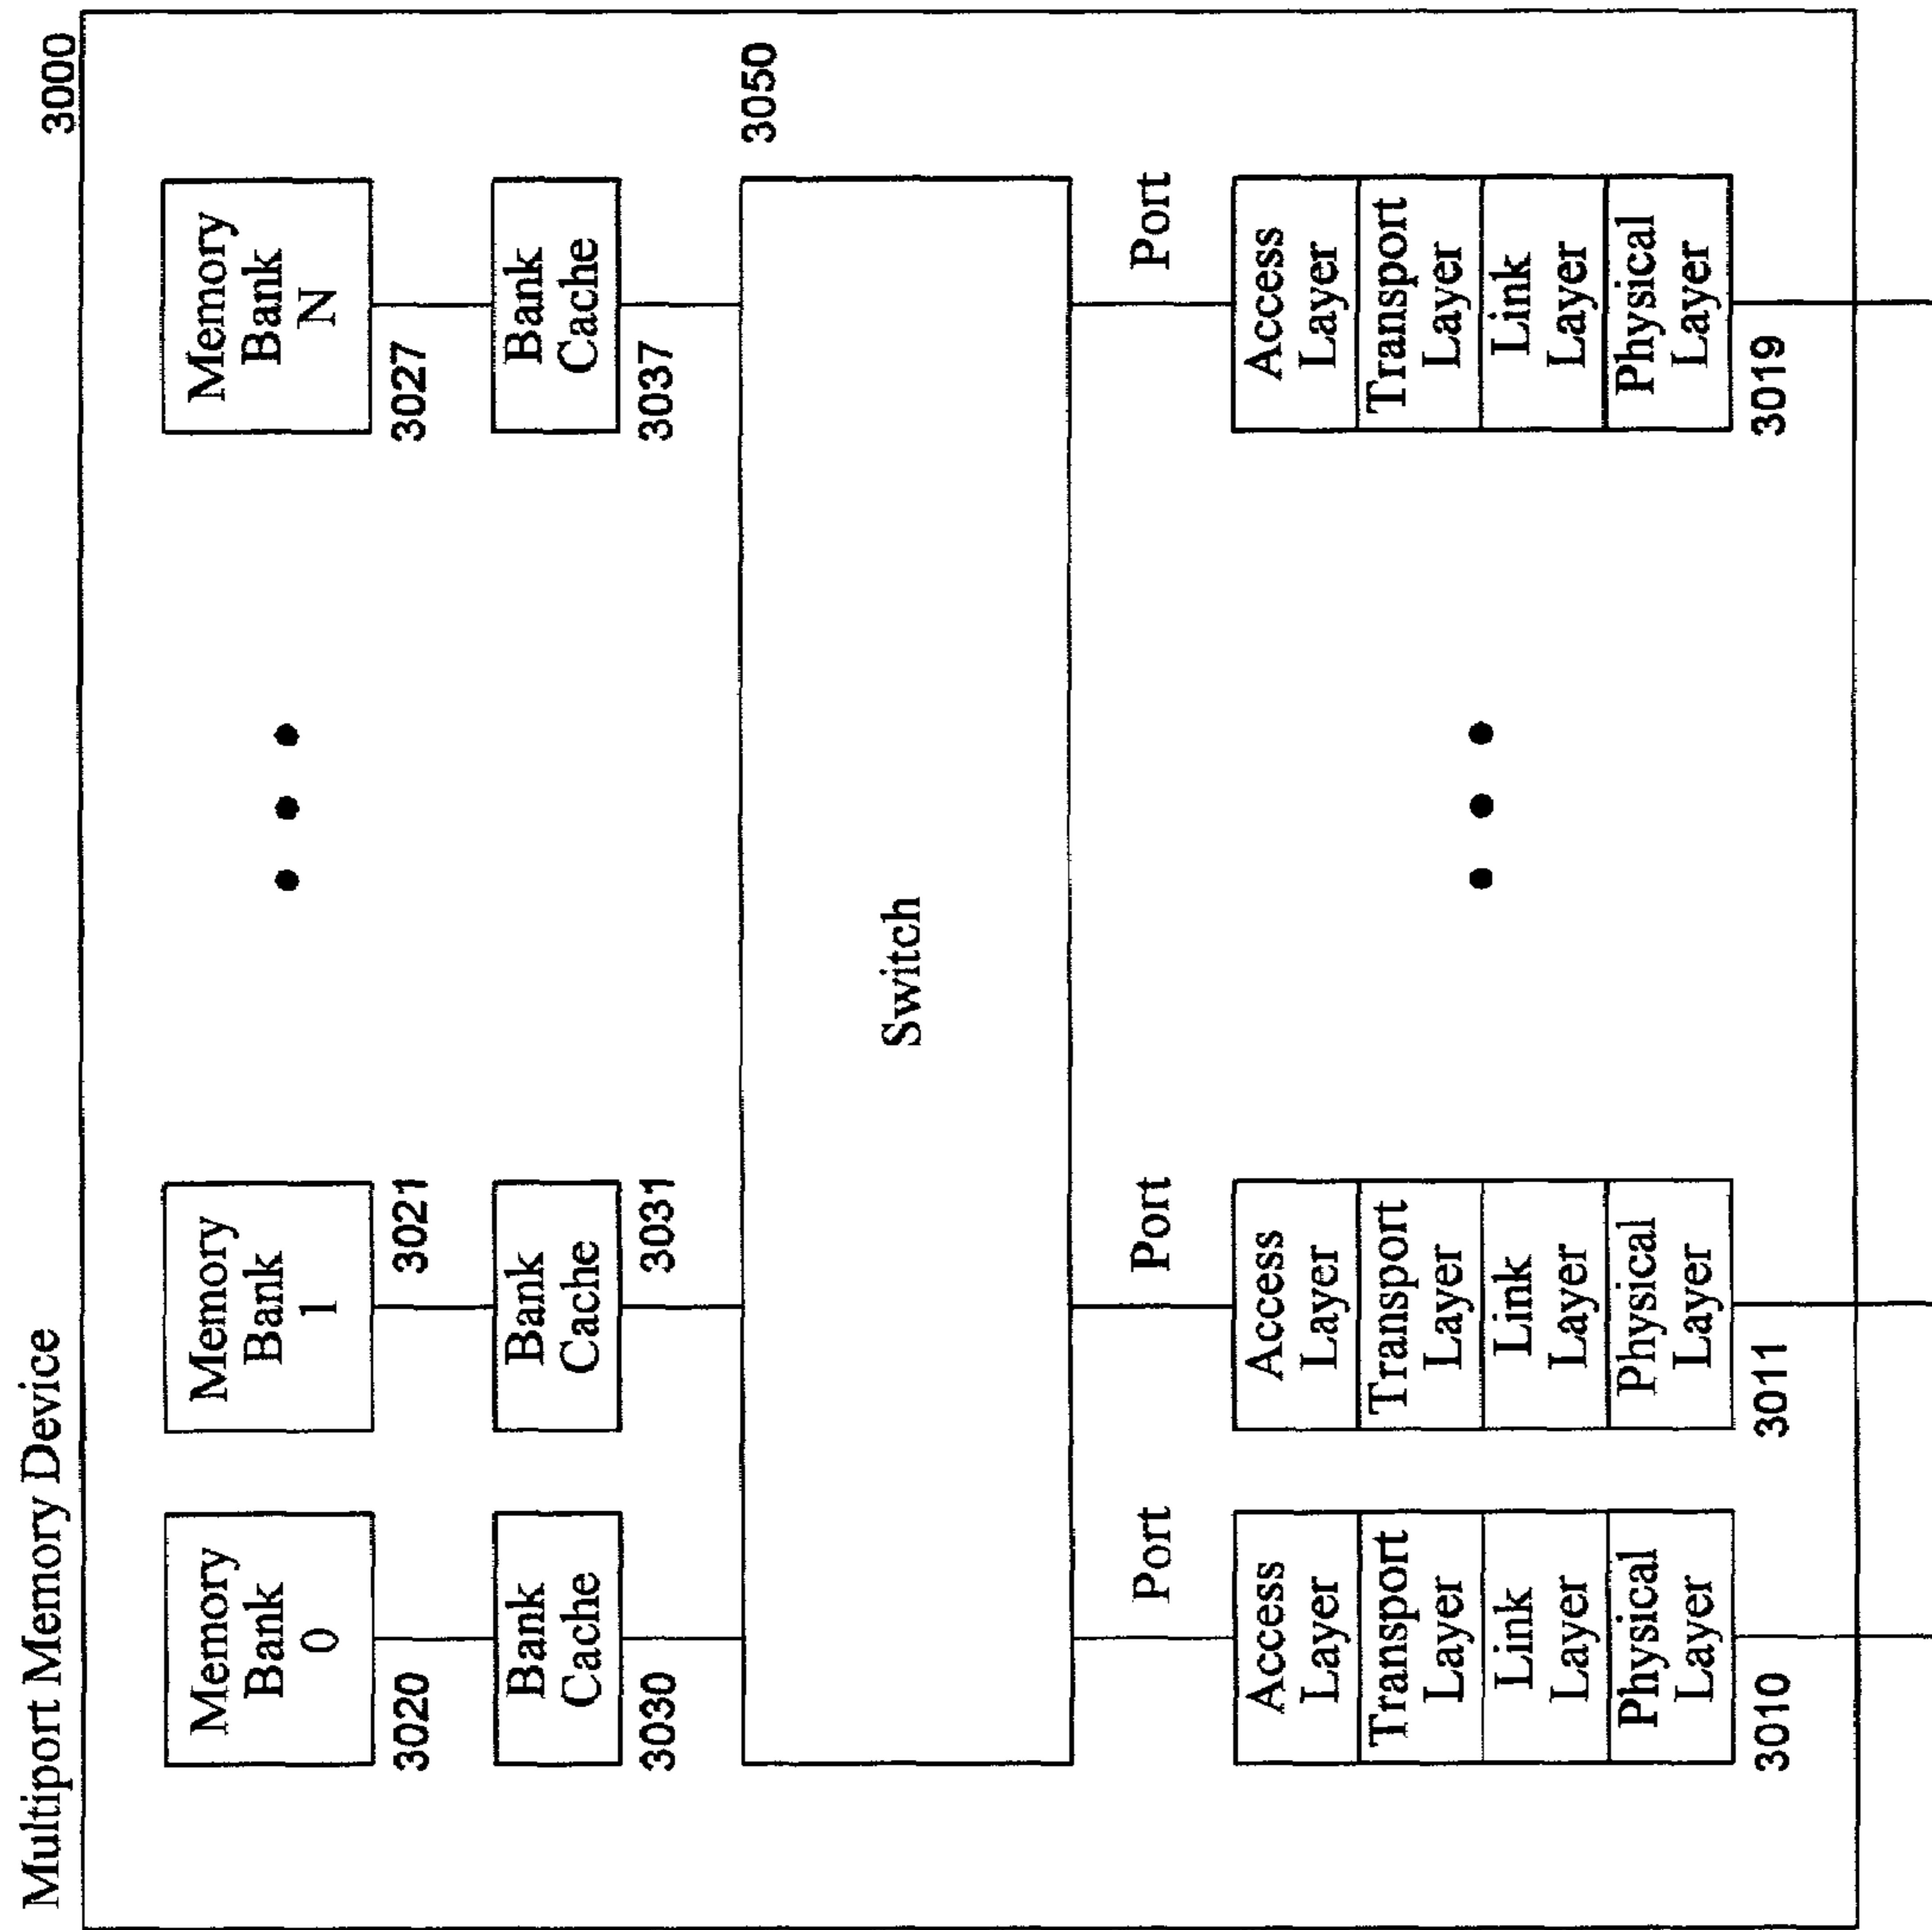 Multiport Memory Device
3000
Memory
Bank
0
3020
Memory
Bank
1
3021
Memory
Bank
N
3027
Bank
Cache
3030
Bank
Cache
3031
Bank
Cache
3037
3050
Switch
Port
Port
Port
Access
Layer
Transport
Layer
Link
Layer
Physical
Layer
3010
Access
Layer
Transport
Layer
Link
Layer
Physical
Layer
3011
Access
Layer
Transport
Layer
Link
Layer
Physical
Layer
3019